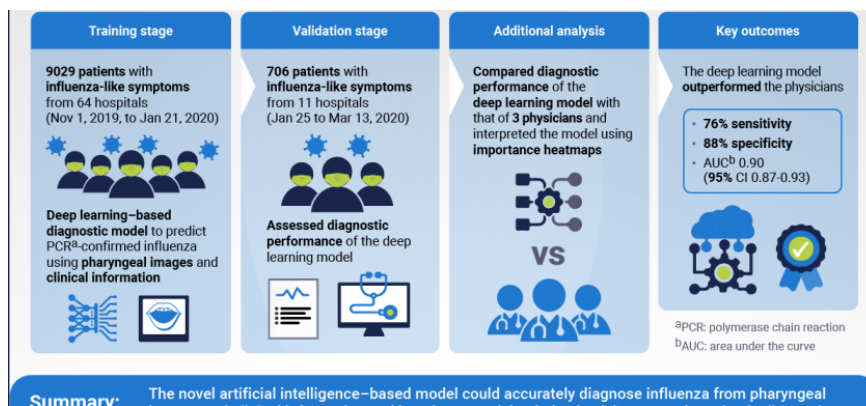 Training stage
9029 patients with
influenza-like symptoms
from 64 hospitals
(Nov 1, 2019, to Jan 21, 2020)
Deep learning–based
diagnostic model to predict
PCRa-confirmed influenza
using pharyngeal images and
clinical information
Validation stage
706 patients with
influenza-like symptoms
from 11 hospitals
(Jan 25 to Mar 13, 2020)
Assessed diagnostic
performance of the deep
learning model
Additional analysis
Compared diagnostic
performance of the
deep learning model with
that of 3 physicians and
interpreted the model using
importance heatmaps
VS
Key outcomes
The deep learning model
outperformed the physicians
• 76% sensitivity
• 88% specificity
• AUCb 0.90
(95% CI 0.87-0.93)
aPCR: polymerase chain reaction
bAUC: area under the curve
Summary:
The novel artificial intelligence–based model could accurately diagnose influenza from pharyngeal